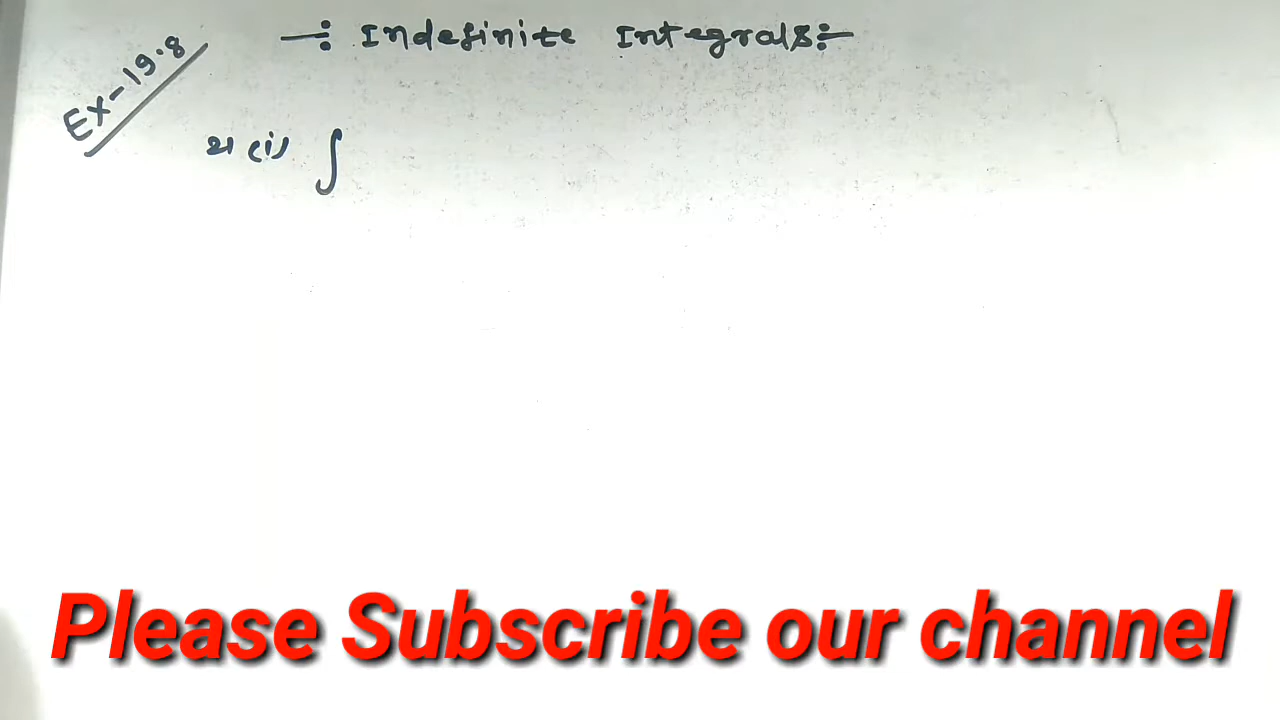 -: Indefinite Integrals :-
Ex-19.8
(i) ∫
Please Subscribe our channel